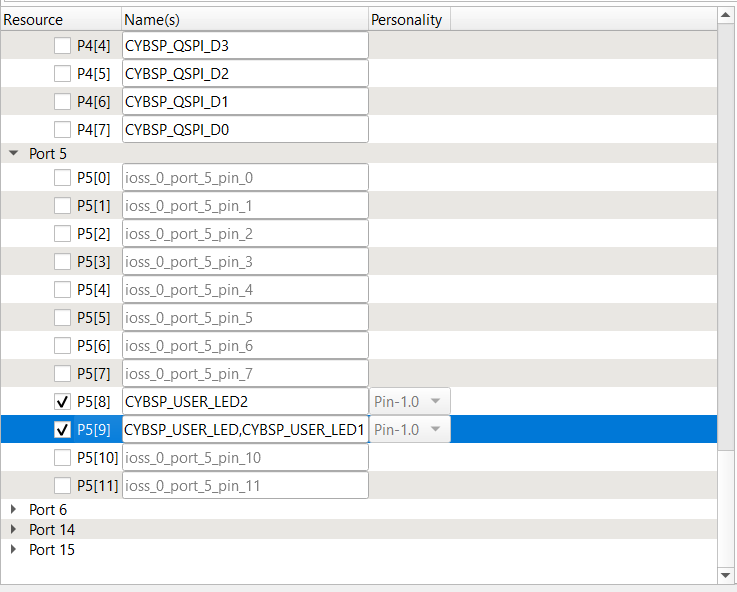 Resource Name(s) Personality
P4[4] CYBSP_QSPI_D3
P4[5] CYBSP_QSPI_D2
P4[6] CYBSP_QSPI_D1
P4[7] CYBSP_QSPI_D0
Port 5
P5[0] ioss_0_port_5_pin_0
P5[1] ioss_0_port_5_pin_1
P5[2] ioss_0_port_5_pin_2
P5[3] ioss_0_port_5_pin_3
P5[4] ioss_0_port_5_pin_4
P5[5] ioss_0_port_5_pin_5
P5[6] ioss_0_port_5_pin_6
P5[7] ioss_0_port_5_pin_7
P5[8] CYBSP_USER_LED2 Pin-1.0
P5[9] CYBSP_USER_LED,CYBSP_USER_LED1 Pin-1.0
P5[10] ioss_0_port_5_pin_10
P5[11] ioss_0_port_5_pin_11
Port 6
Port 14
Port 15